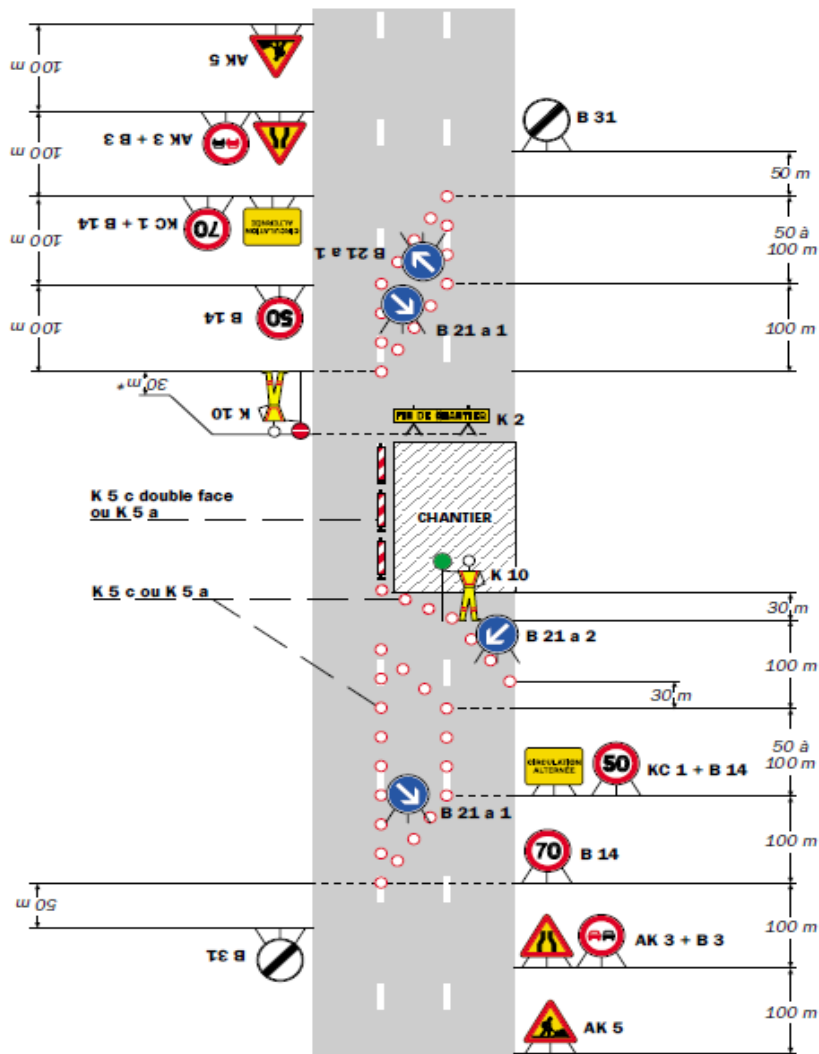 100 m
AK 5
B 31
100 m
AK 3 + B 3
50 m
100 m
KC 1 + B 14
70
CIRCULATION
ALTERNÉE
50 à
100 m
B 21 a 1
100 m
B 14
50
B 21 a 1
100 m
30 m*
K 10
FIN DE CHANTIER
K 2
K 5 c double face
ou K 5 a
CHANTIER
K 10
K 5 c ou K 5 a
30 m
B 21 a 2
100 m
30 m
50 à
100 m
CIRCULATION
ALTERNÉE
50
KC 1 + B 14
B 21 a 1
100 m
70
B 14
50 m
B 31
AK 3 + B 3
100 m
AK 5
100 m